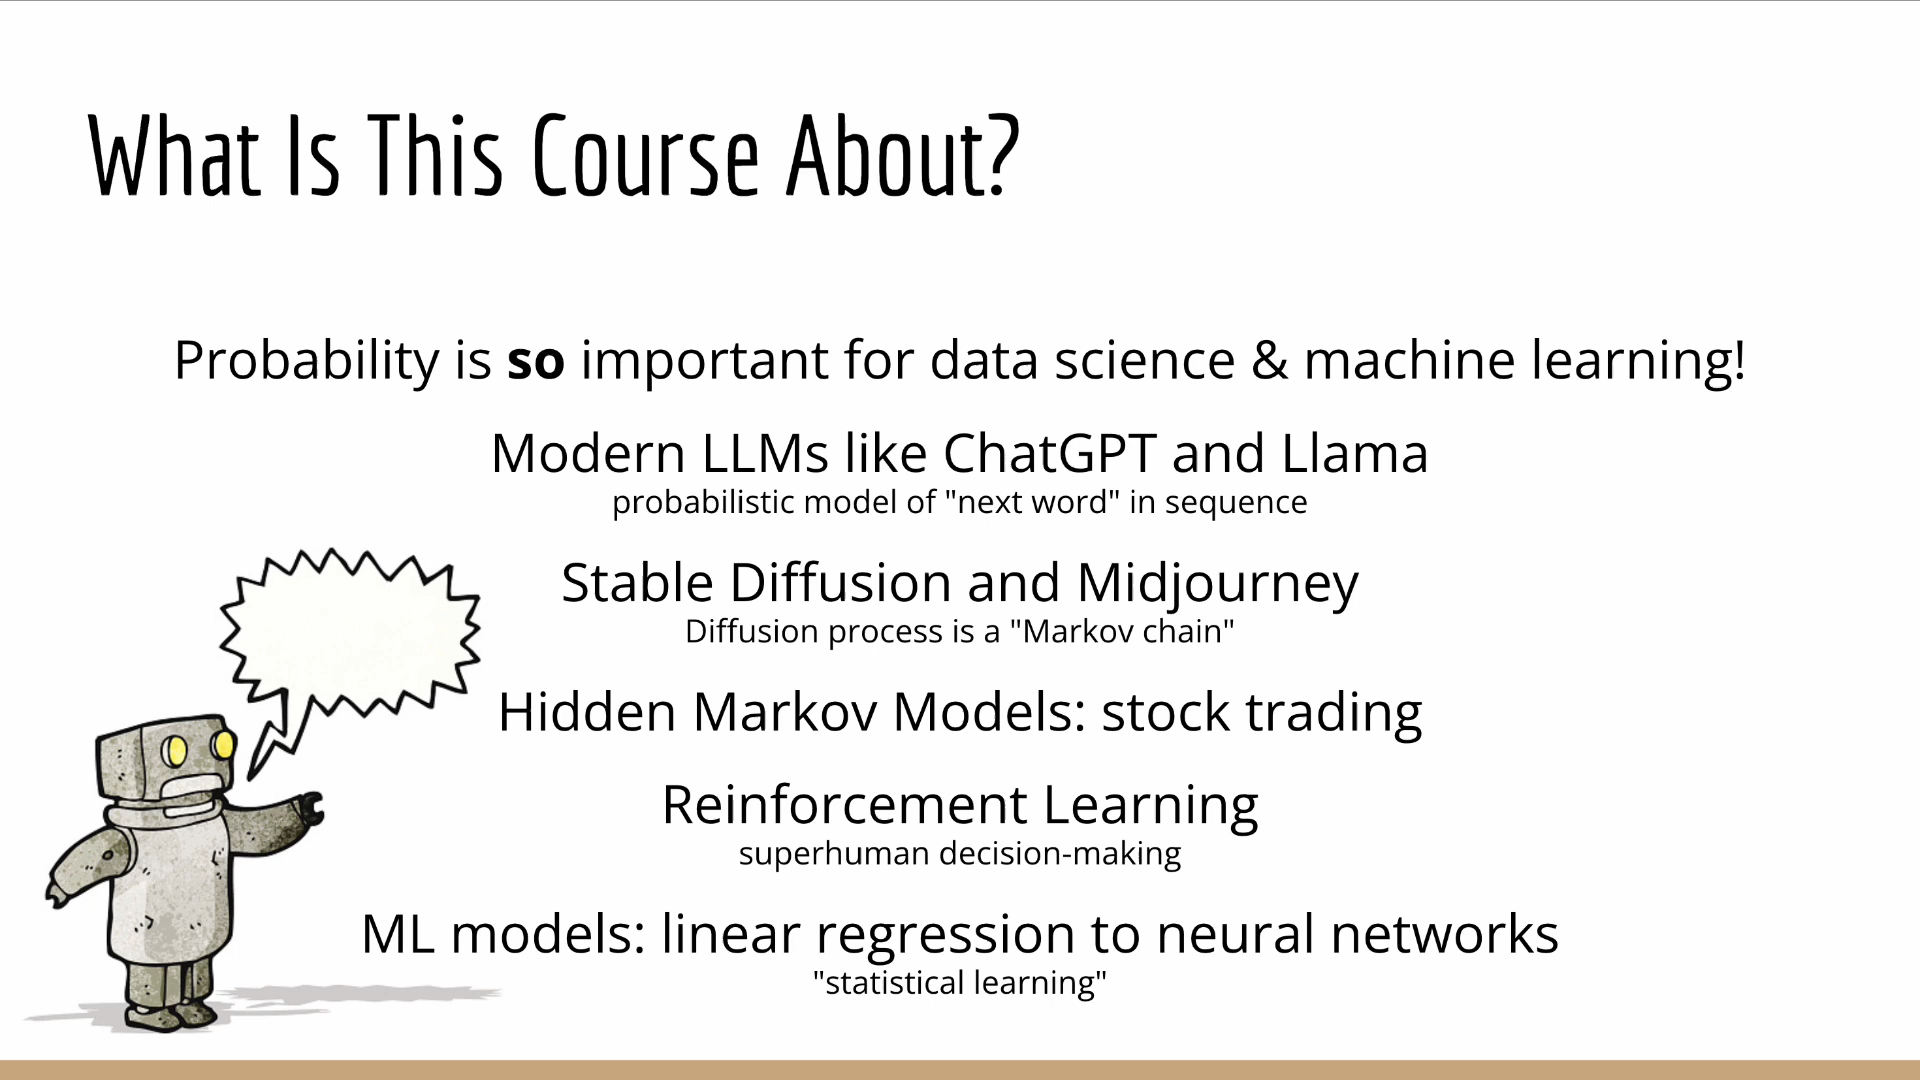 What Is This Course About?
Probability is so important for data science & machine learning!
Modern LLMs like ChatGPT and Llama
probabilistic model of "next word" in sequence
Stable Diffusion and Midjourney
Diffusion process is a "Markov chain"
Hidden Markov Models: stock trading
Reinforcement Learning
superhuman decision-making
ML models: linear regression to neural networks
"statistical learning"